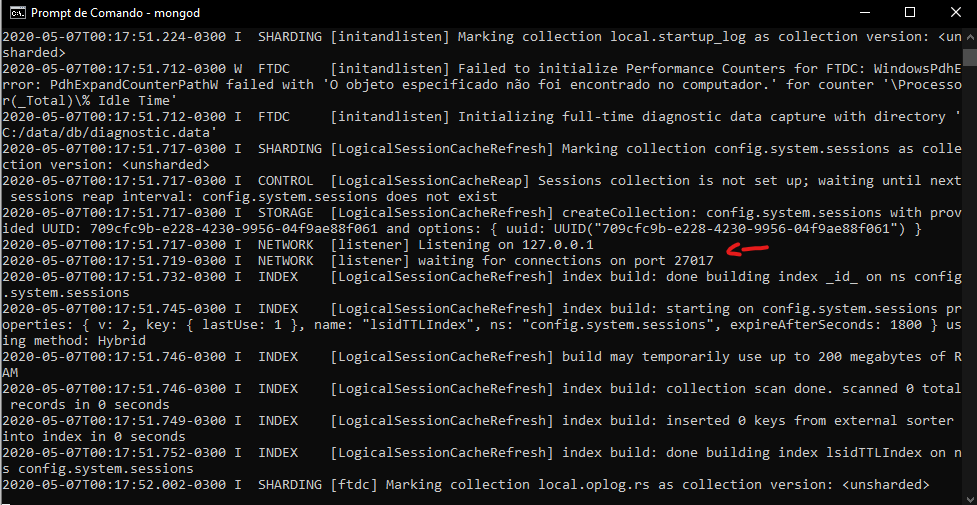 Prompt de Comando - mongod
2020-05-07T00:17:51.224-0300 I  SHARDING [initandlisten] Marking collection local.startup_log as collection version: <un
sharded>
2020-05-07T00:17:51.712-0300 W  FTDC     [initandlisten] Failed to initialize Performance Counters for FTDC: WindowsPdhE
rror: PdhExpandCounterPathW failed with 'O objeto especificado não foi encontrado no computador.' for counter '\Processo
r(_Total)\% Idle Time'
2020-05-07T00:17:51.712-0300 I  FTDC     [initandlisten] Initializing full-time diagnostic data capture with directory '
C:/data/db/diagnostic.data'
2020-05-07T00:17:51.717-0300 I  SHARDING [LogicalSessionCacheRefresh] Marking collection config.system.sessions as colle
ction version: <unsharded>
2020-05-07T00:17:51.717-0300 I  CONTROL  [LogicalSessionCacheReap] Sessions collection is not set up; waiting until next
 sessions reap interval: config.system.sessions does not exist
2020-05-07T00:17:51.717-0300 I  STORAGE  [LogicalSessionCacheRefresh] createCollection: config.system.sessions with prov
ided UUID: 709cfc9b-e228-4230-9956-04f9ae88f061 and options: { uuid: UUID("709cfc9b-e228-4230-9956-04f9ae88f061") }
2020-05-07T00:17:51.717-0300 I  NETWORK  [listener] Listening on 127.0.0.1
2020-05-07T00:17:51.719-0300 I  NETWORK  [listener] waiting for connections on port 27017
2020-05-07T00:17:51.732-0300 I  INDEX    [LogicalSessionCacheRefresh] index build: done building index _id_ on ns config
.system.sessions
2020-05-07T00:17:51.745-0300 I  INDEX    [LogicalSessionCacheRefresh] index build: starting on config.system.sessions pr
operties: { v: 2, key: { lastUse: 1 }, name: "lsidTTLIndex", ns: "config.system.sessions", expireAfterSeconds: 1800 } us
ing method: Hybrid
2020-05-07T00:17:51.746-0300 I  INDEX    [LogicalSessionCacheRefresh] build may temporarily use up to 200 megabytes of R
AM
2020-05-07T00:17:51.746-0300 I  INDEX    [LogicalSessionCacheRefresh] index build: collection scan done. scanned 0 total
 records in 0 seconds
2020-05-07T00:17:51.749-0300 I  INDEX    [LogicalSessionCacheRefresh] index build: inserted 0 keys from external sorter
into index in 0 seconds
2020-05-07T00:17:51.752-0300 I  INDEX    [LogicalSessionCacheRefresh] index build: done building index lsidTTLIndex on n
s config.system.sessions
2020-05-07T00:17:52.002-0300 I  SHARDING [ftdc] Marking collection local.oplog.rs as collection version: <unsharded>